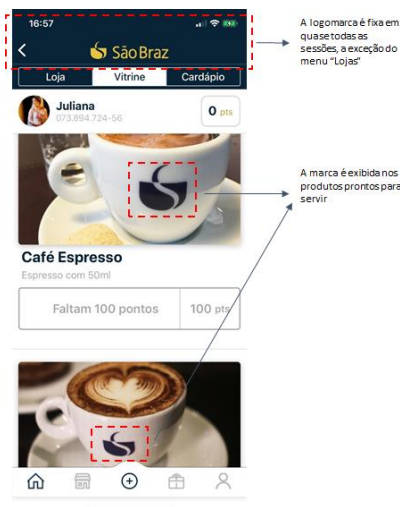 16:57
São Braz
Loja Vitrine Cardápio
Juliana
073.894.724-56
0 pts
Café Espresso
Espresso com 50ml
Faltam 100 pontos 100 pts
A logomarca é fixa em
quase todas as
sessões, a exceção do
menu "Lojas"
A marca é exibida nos
produtos prontos para
servir